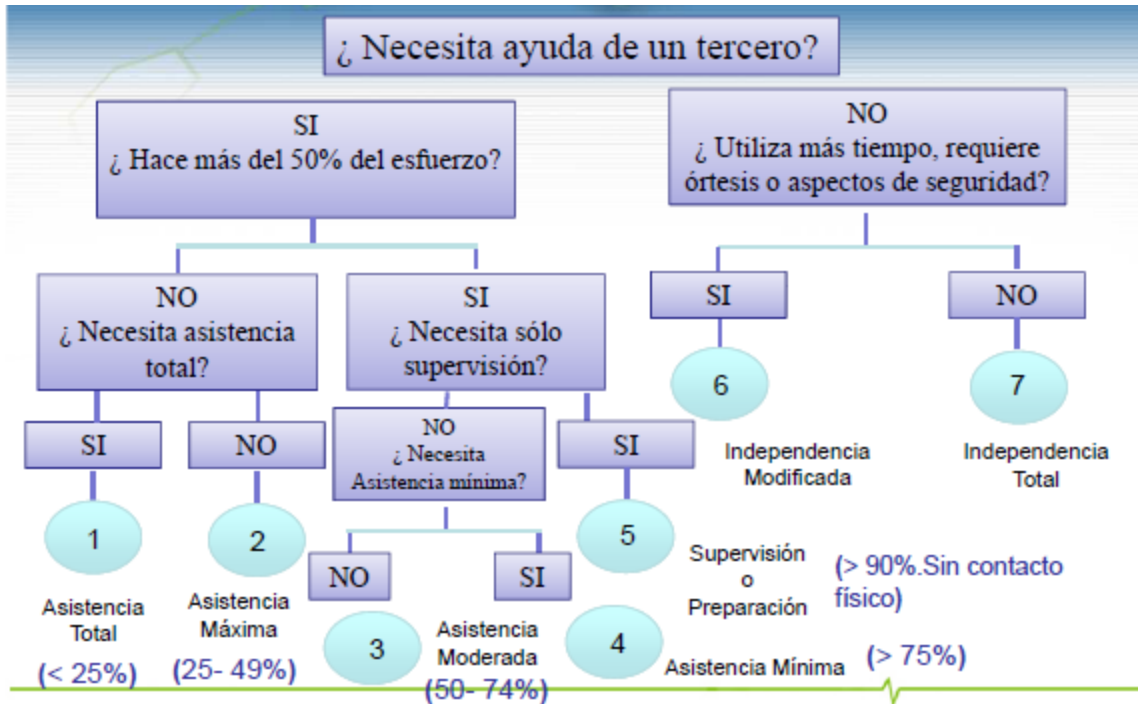 ¿ Necesita ayuda de un tercero?
SI
¿ Hace más del 50% del esfuerzo?
NO
¿ Utiliza más tiempo, requiere
órtesis o aspectos de seguridad?
NO
¿ Necesita asistencia
total?
SI
¿ Necesita sólo
supervisión?
SI
NO
SI
NO
NO
¿ Necesita
Asistencia mínima?
SI
6
Independencia
Modificada
7
Independencia
Total
1
Asistencia
Total
(< 25%)
2
Asistencia
Máxima
(25- 49%)
NO
SI
3
Asistencia
Moderada
(50- 74%)
5
Supervisión
o
Preparación
(> 90%.Sin contacto
físico)
4
Asistencia Mínima
(> 75%)